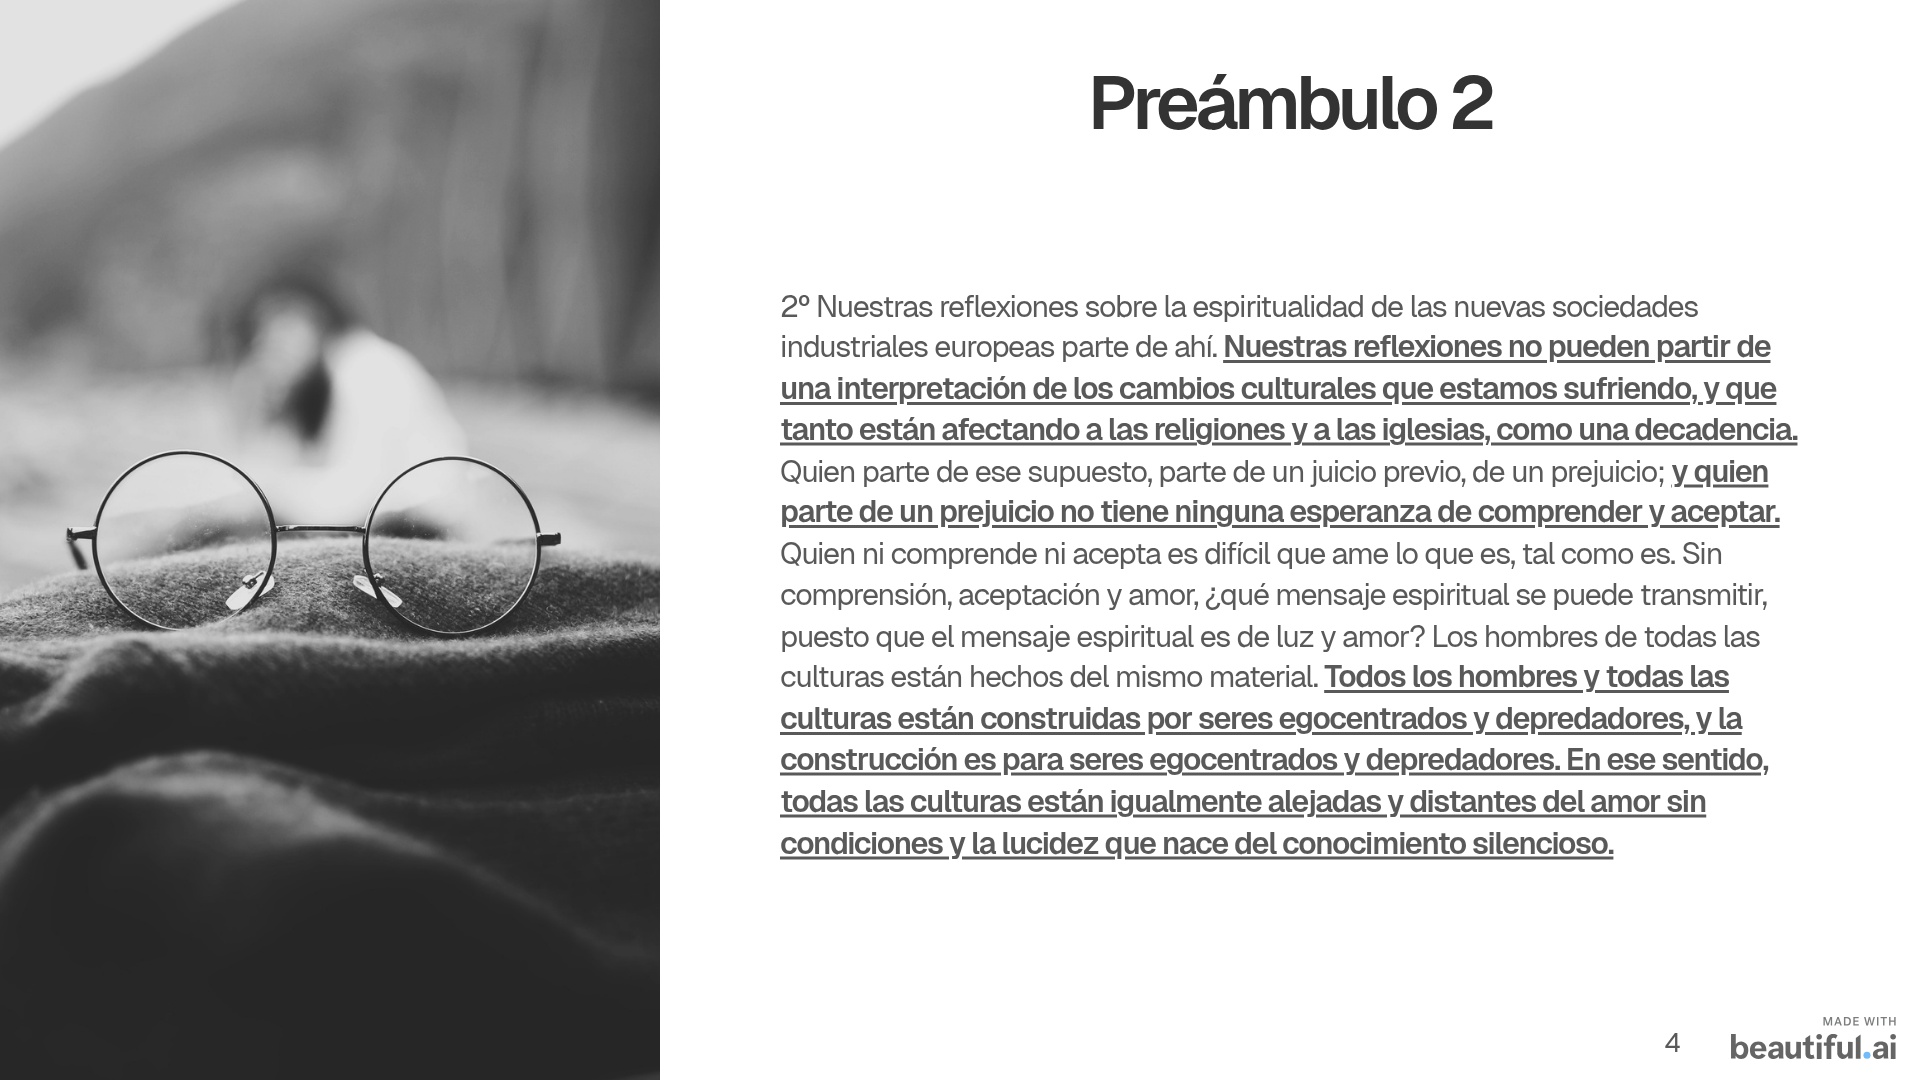 Preámbulo 2
2º Nuestras reflexiones sobre la espiritualidad de las nuevas sociedades
industriales europeas parte de ahí. Nuestras reflexiones no pueden partir de
una interpretación de los cambios culturales que estamos sufriendo, y que
tanto están afectando a las religiones y a las iglesias, como una decadencia.
Quien parte de ese supuesto, parte de un juicio previo, de un prejuicio; y quien
parte de un prejuicio no tiene ninguna esperanza de comprender y aceptar.
Quien ni comprende ni acepta es difícil que ame lo que es, tal como es. Sin
comprensión, aceptación y amor, ¿qué mensaje espiritual se puede transmitir,
puesto que el mensaje espiritual es de luz y amor? Los hombres de todas las
culturas están hechos del mismo material. Todos los hombres y todas las
culturas están construidas por seres egocentrados y depredadores, y la
construcción es para seres egocentrados y depredadores. En ese sentido,
todas las culturas están igualmente alejadas y distantes del amor sin
condiciones y la lucidez que nace del conocimiento silencioso.
4
MADE WITH
beautiful.ai